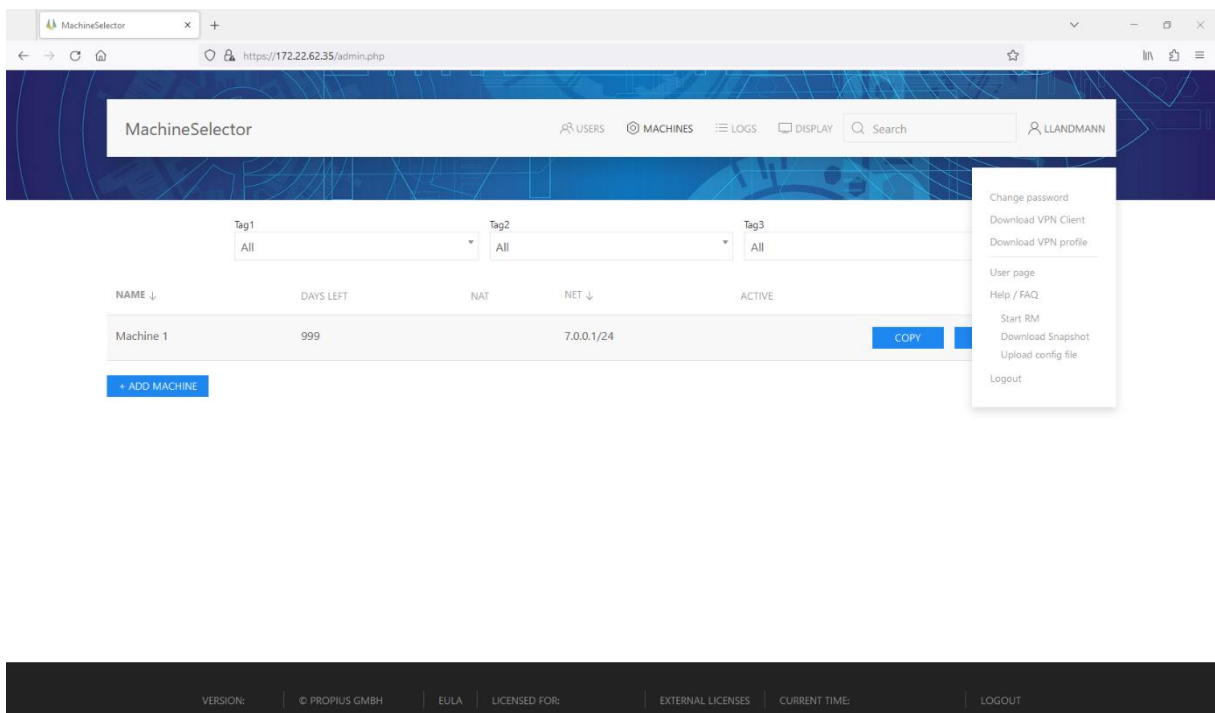 MachineSelector
https://172.22.62.35/admin.php
MachineSelector
USERS
MACHINES
LOGS
DISPLAY
Search
LLANDMANN
Change password
Download VPN Client
Download VPN profile
User page
Help / FAQ
Start RM
Download Snapshot
Upload config file
Logout
Tag1
All
Tag2
All
Tag3
All
NAME ↓ DAYS LEFT NAT NET ↓ ACTIVE
Machine 1 999 7.0.0.1/24 COPY
+ ADD MACHINE
VERSION: © PROPIUS GMBH EULA LICENSED FOR: EXTERNAL LICENSES CURRENT TIME: LOGOUT